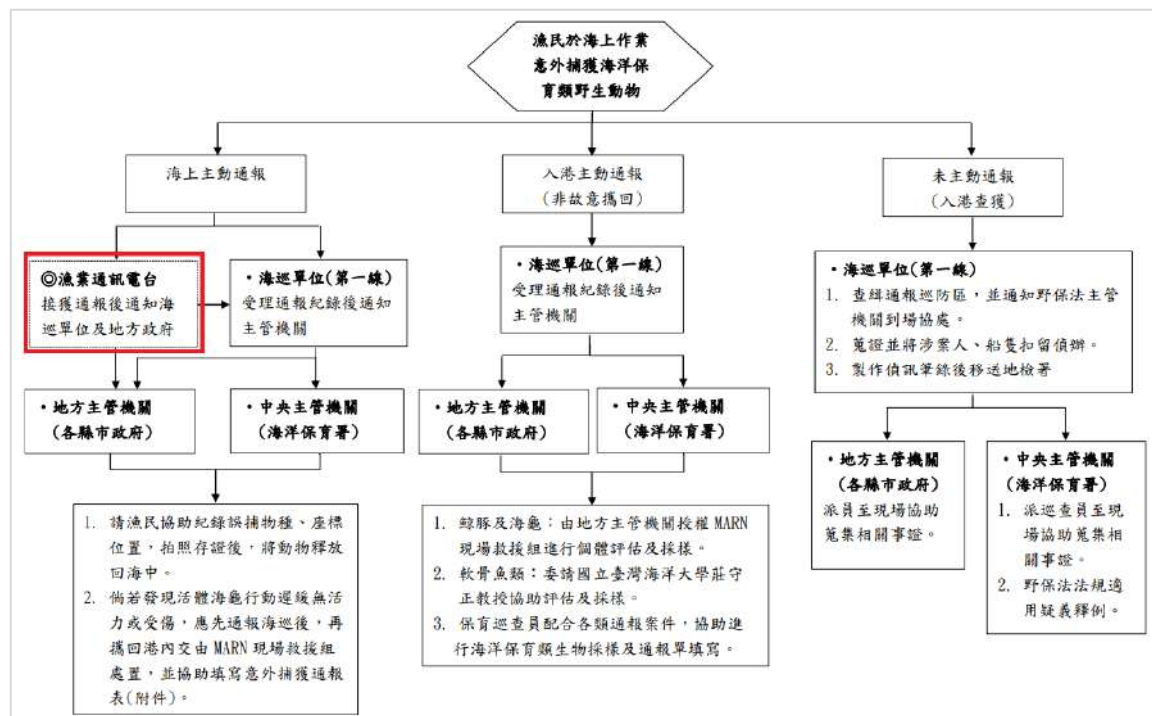 漁民於海上作業
意外捕獲海洋保
育類野生動物
海上主動通報
入港主動通報
(非故意攜回)
未主動通報
(入港查獲)
◎漁業通訊電台
接獲通報後通知海
巡單位及地方政府
・海巡單位(第一線)
受理通報紀錄後通知
主管機關
・海巡單位(第一線)
受理通報紀錄後通知
主管機關
・海巡單位(第一線)
1. 查緝通報巡防區，並通知野保法主管
機關到場協處。
2. 蒐證並將涉案人、船隻扣留偵辦。
3. 製作偵訊筆錄後移送地檢署
・地方主管機關
(各縣市政府)
・中央主管機關
(海洋保育署)
・地方主管機關
(各縣市政府)
・中央主管機關
(海洋保育署)
・地方主管機關
(各縣市政府)
派員至現場協助
蒐集相關事證。
・中央主管機關
(海洋保育署)
1. 派巡查員至現
場協助蒐集相
關事證。
2. 野保法法規適
用疑義釋例。
1. 請漁民協助紀錄誤捕物種、座標
位置，拍照存證後，將動物釋放
回海中。
2. 倘若發現活體海龜行動遲緩無活
力或受傷，應先通報海巡後，再
攜回港內交由 MARN 現場救援組
處置，並協助填寫意外捕獲通報
表(附件)。
1. 鯨豚及海龜：由地方主管機關授權 MARN
現場救援組進行個體評估及採樣。
2. 軟骨魚類：委請國立臺灣海洋大學莊守
正教授協助評估及採樣。
3. 保育巡查員配合各類通報案件，協助進
行海洋保育類生物採樣及通報單填寫。